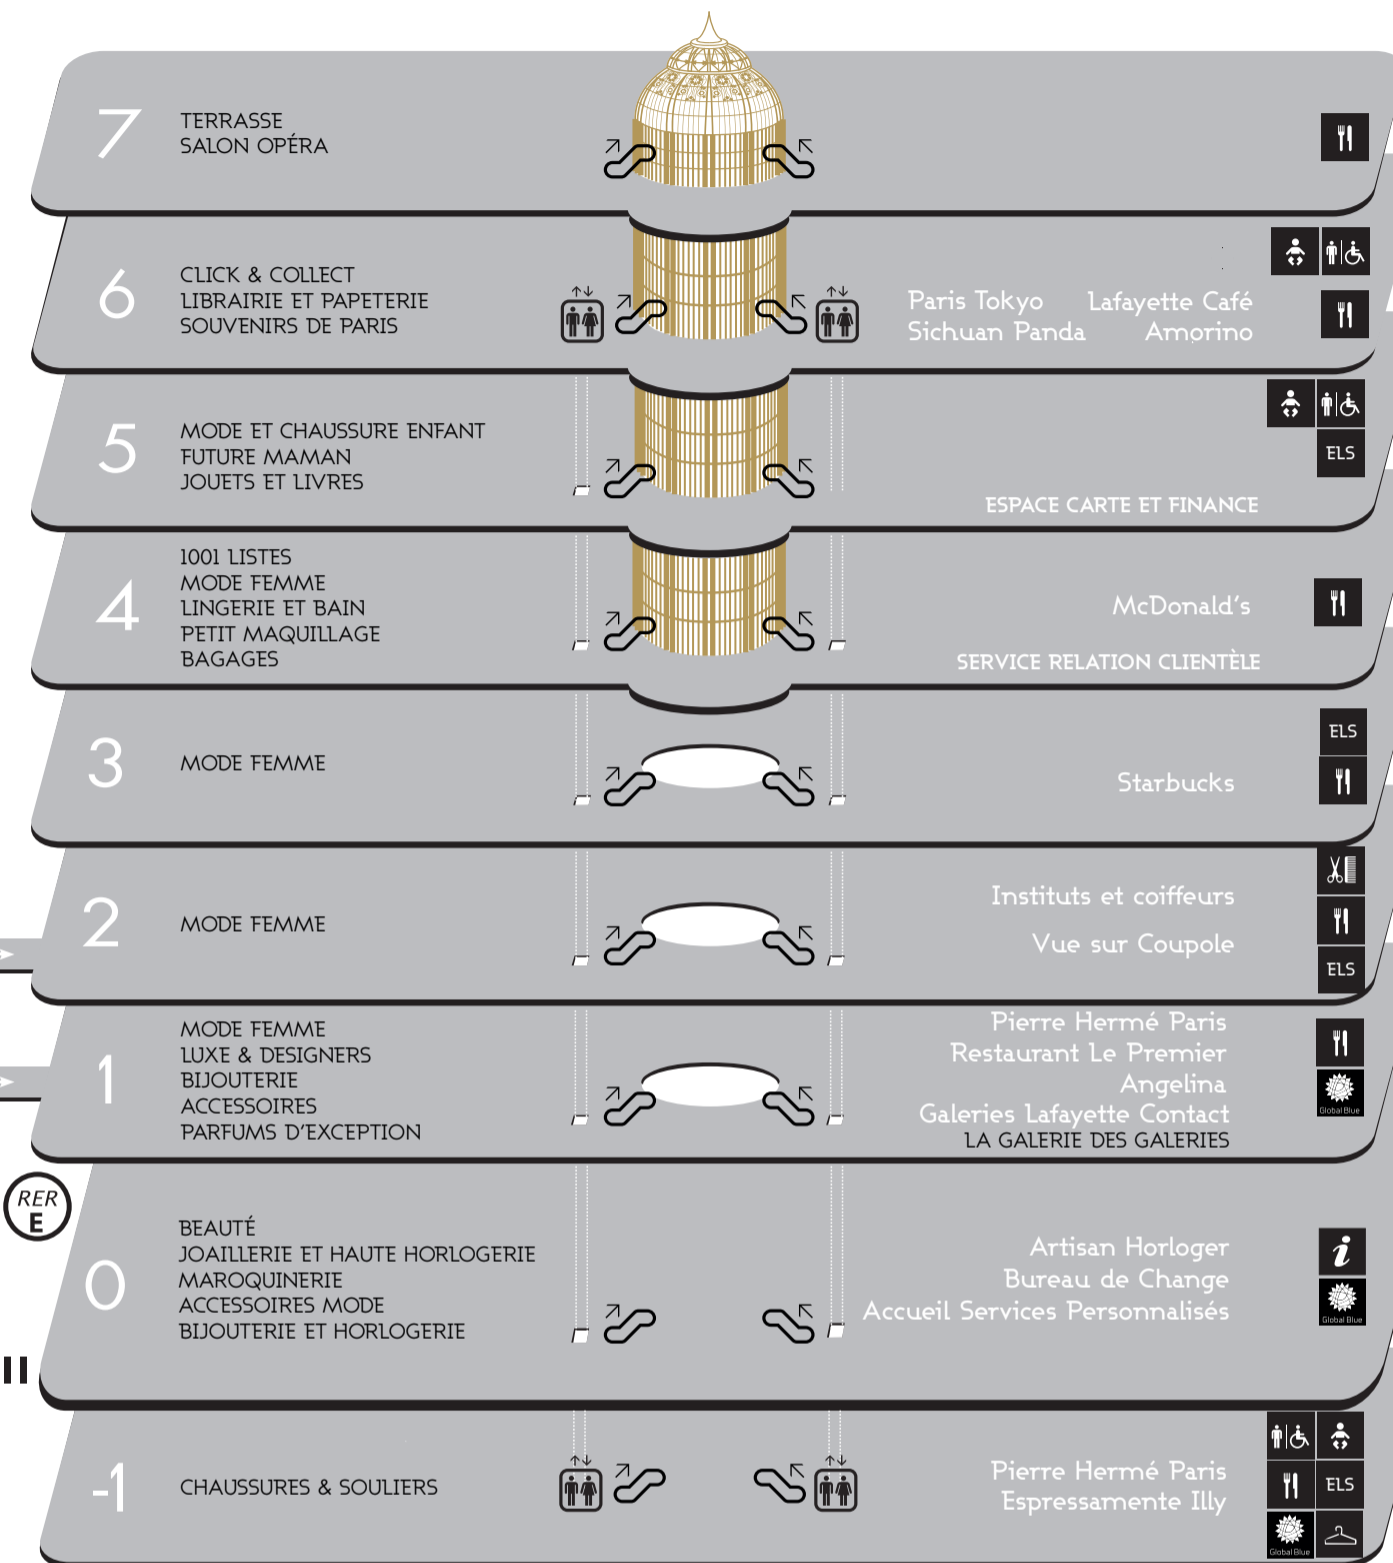 7
TERRASSE
SALON OPÉRA
6
CLICK & COLLECT
LIBRAIRIE ET PAPETERIE
SOUVENIRS DE PARIS
Paris Tokyo Lafayette Café
Sichuan Panda Amorino
5
MODE ET CHAUSSURE ENFANT
FUTURE MAMAN
JOUETS ET LIVRES
ELS
ESPACE CARTE ET FINANCE
4
1001 LISTES
MODE FEMME
LINGERIE ET BAIN
PETIT MAQUILLAGE
BAGAGES
McDonald's
SERVICE RELATION CLIENTÈLE
3
MODE FEMME
ELS
Starbucks
2
MODE FEMME
Instituts et coiffeurs
Vue sur Coupole
ELS
1
MODE FEMME
LUXE & DESIGNERS
BIJOUTERIE
ACCESSOIRES
PARFUMS D'EXCEPTION
Pierre Hermé Paris
Restaurant Le Premier
Angelina
Galeries Lafayette Contact
LA GALERIE DES GALERIES
Global Blue
RER
E
0
BEAUTÉ
JOAILLERIE ET HAUTE HORLOGERIE
MAROQUINERIE
ACCESSOIRES MODE
BIJOUTERIE ET HORLOGERIE
Artisan Horloger
Bureau de Change
Accueil Services Personnalisés
i
Global Blue
-1
CHAUSSURES & SOULIERS
Pierre Hermé Paris
Espressamente Illy
ELS
Global Blue